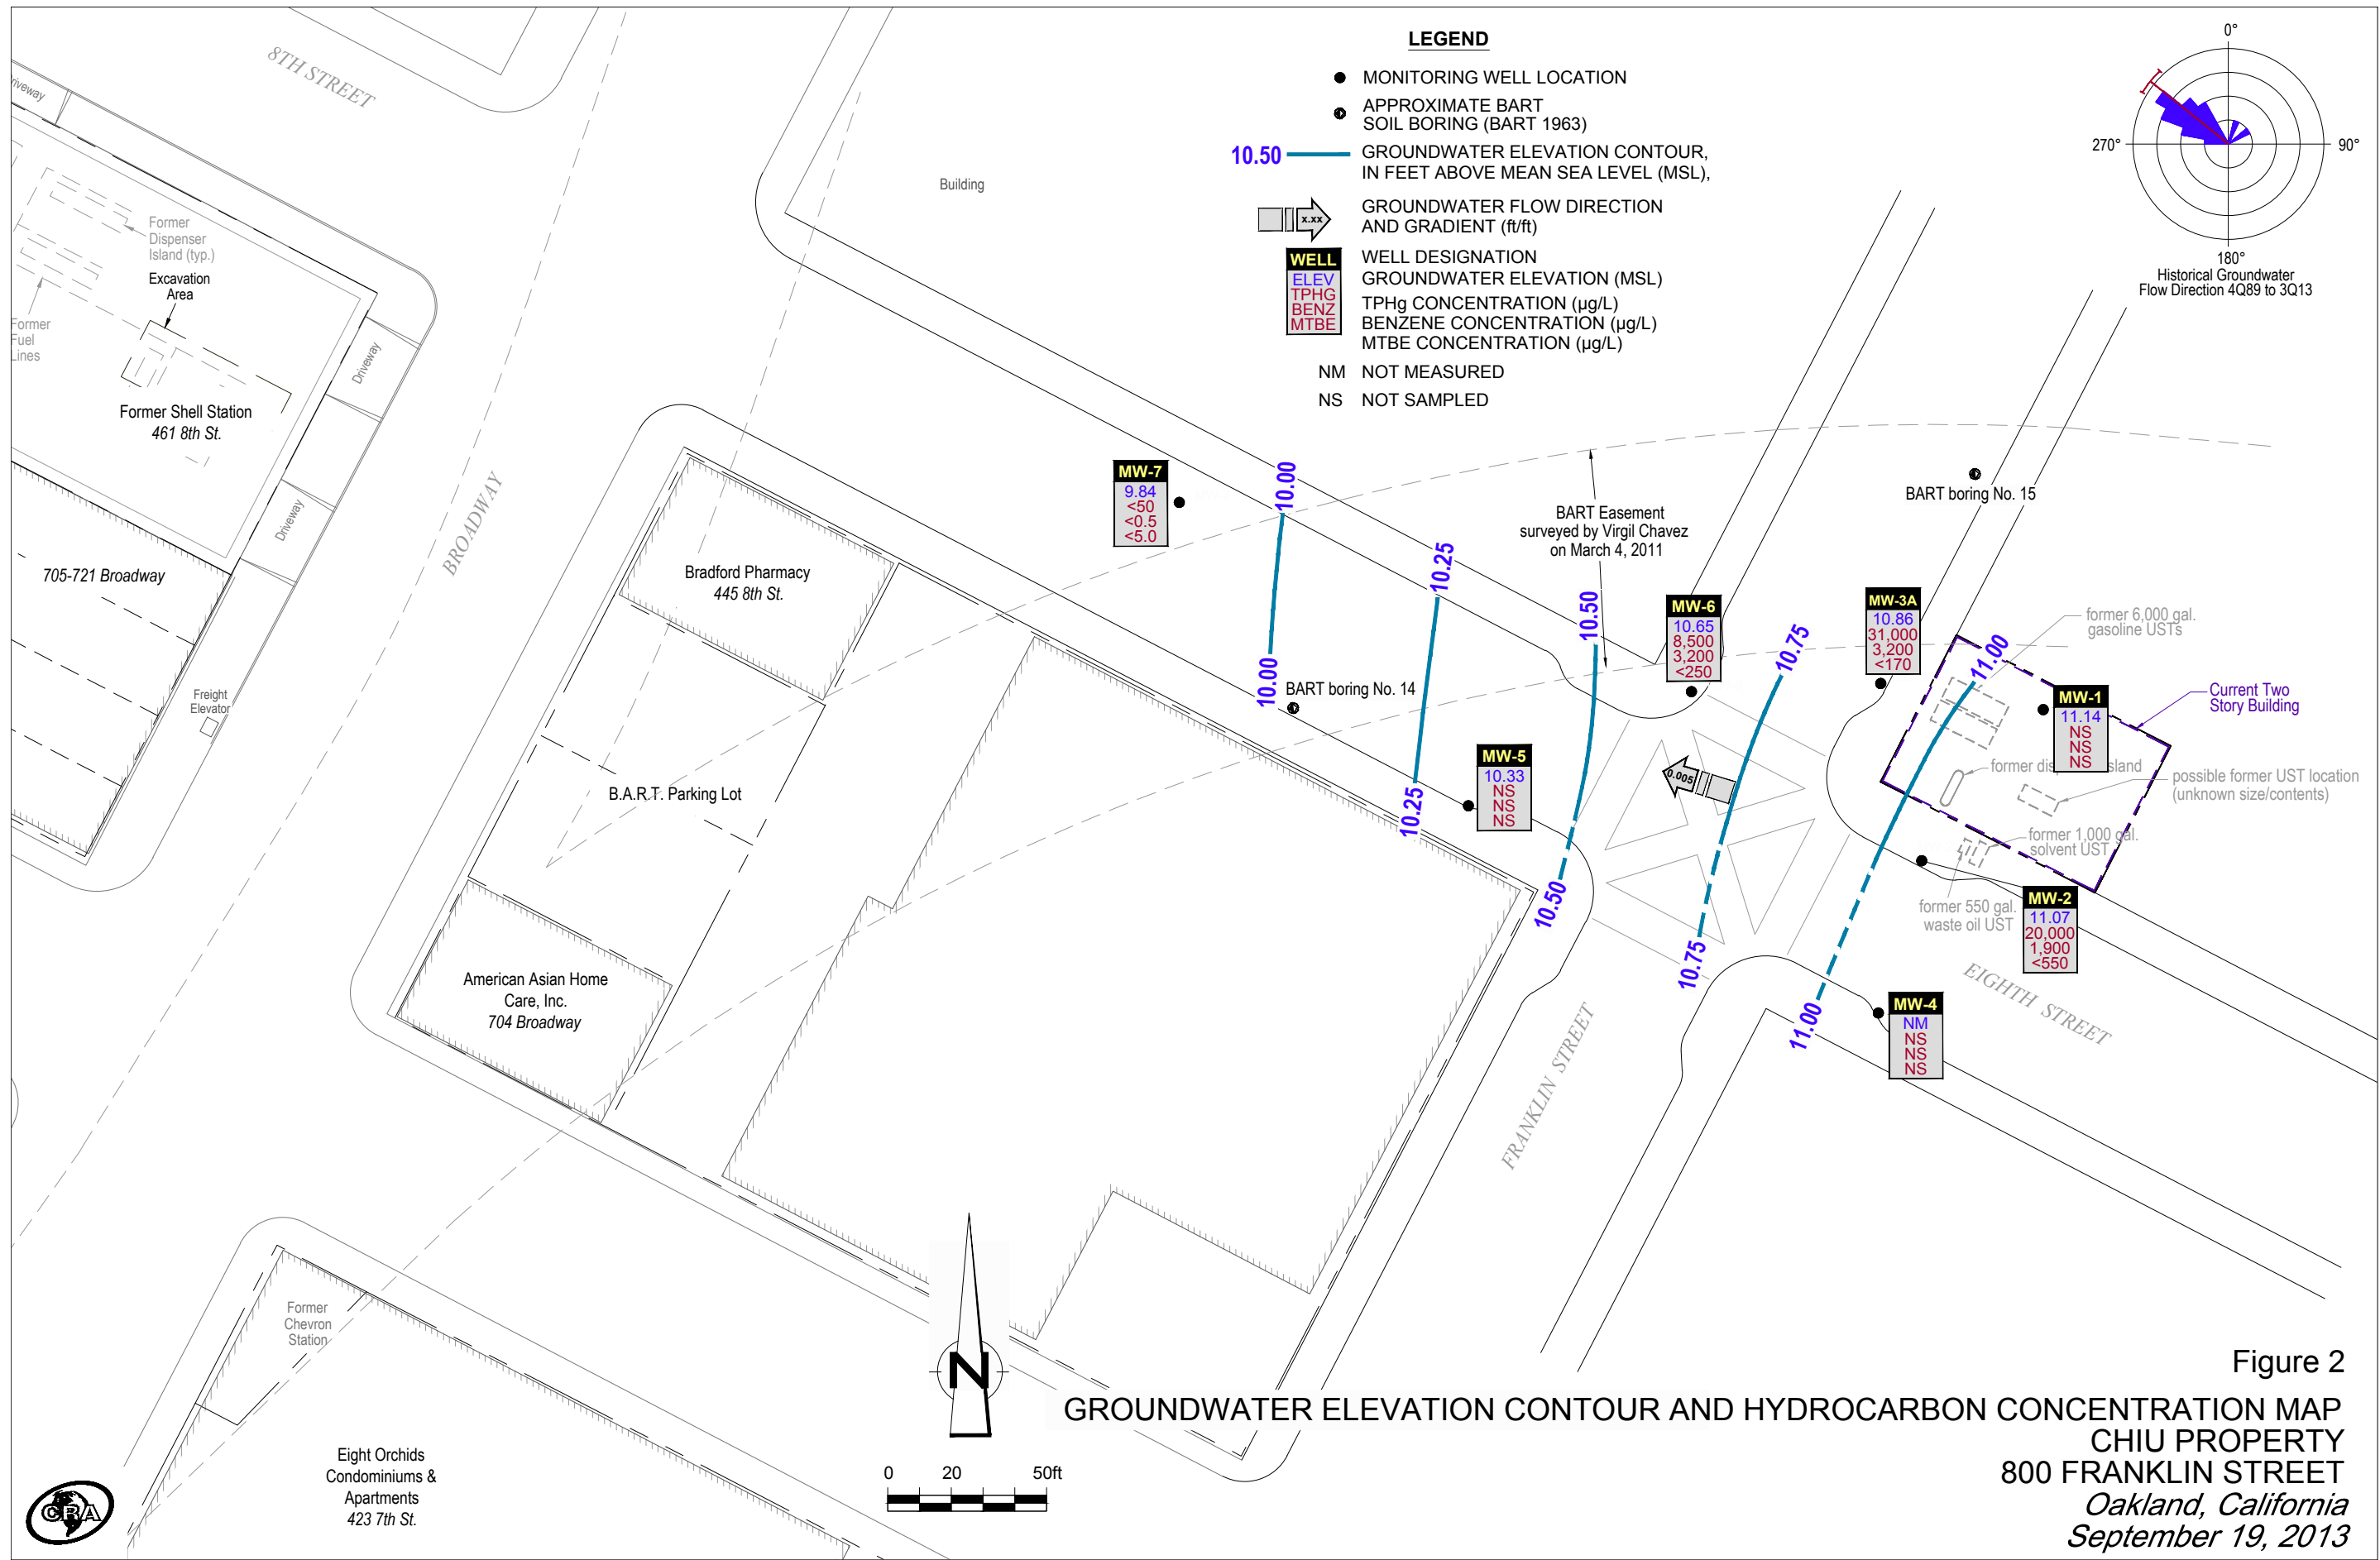 LEGEND
MONITORING WELL LOCATION
APPROXIMATE BART
SOIL BORING (BART 1963)
10.50
GROUNDWATER ELEVATION CONTOUR,
IN FEET ABOVE MEAN SEA LEVEL (MSL),
x.xx
GROUNDWATER FLOW DIRECTION
AND GRADIENT (ft/ft)
WELL
WELL DESIGNATION
ELEV
GROUNDWATER ELEVATION (MSL)
TPHG
TPHg CONCENTRATION (µg/L)
BENZ
BENZENE CONCENTRATION (µg/L)
MTBE
MTBE CONCENTRATION (µg/L)
NM NOT MEASURED
NS NOT SAMPLED
0°
90°
180°
270°
Historical Groundwater
Flow Direction 4Q89 to 3Q13
8TH STREET
Driveway
Former
Dispenser
Island (typ.)
Excavation
Area
Former
Fuel
Lines
Former Shell Station
461 8th St.
Driveway
Driveway
705-721 Broadway
BROADWAY
Freight
Elevator
Building
Bradford Pharmacy
445 8th St.
B.A.R.T. Parking Lot
American Asian Home
Care, Inc.
704 Broadway
MW-7
9.84
<50
<0.5
<5.0
10.00
10.00
BART boring No. 14
10.25
10.25
MW-5
10.33
NS
NS
NS
BART Easement
surveyed by Virgil Chavez
on March 4, 2011
10.50
10.50
MW-6
10.65
8,500
3,200
<250
10.75
10.75
0.005
BART boring No. 15
MW-3A
10.86
31,000
3,200
<170
former 6,000 gal.
gasoline USTs
11.00
11.00
MW-1
11.14
NS
NS
NS
Current Two
Story Building
former dis
sland
possible former UST location
(unknown size/contents)
former 1,000 gal.
solvent UST
former 550 gal.
waste oil UST
MW-2
11.07
20,000
1,900
<550
MW-4
NM
NS
NS
NS
EIGHTH STREET
FRANKLIN STREET
Former
Chevron
Station
Eight Orchids
Condominiums &
Apartments
423 7th St.
CRA
N
0 20 50ft
Figure 2
GROUNDWATER ELEVATION CONTOUR AND HYDROCARBON CONCENTRATION MAP
CHIU PROPERTY
800 FRANKLIN STREET
Oakland, California
September 19, 2013